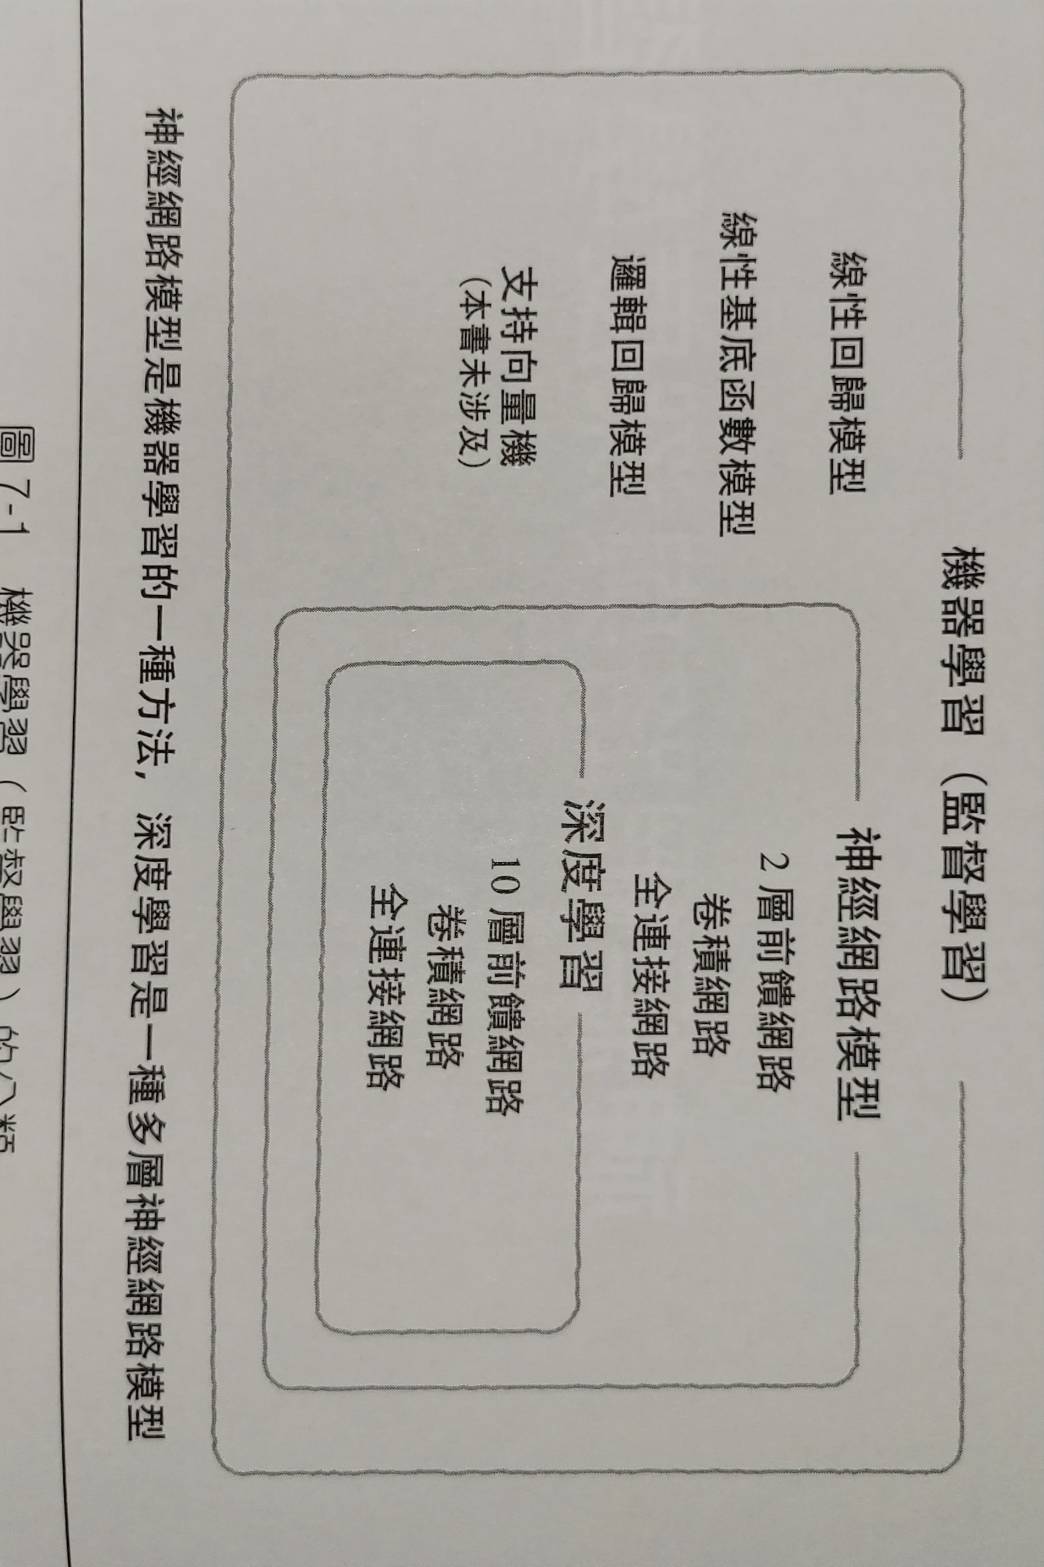 機器學習（監督學習）
線性回歸模型
線性基底函數模型
邏輯回歸模型
支持向量機
（本書未涉及）
神經網路模型
2 層前饋網路
卷積網路
全連接網路
深度學習
10 層前饋網路
卷積網路
全連接網路
神經網路模型是機器學習的一種方法，深度學習是一種多層神經網路模型
圖 7-1 機器學習（監督學習）的分類